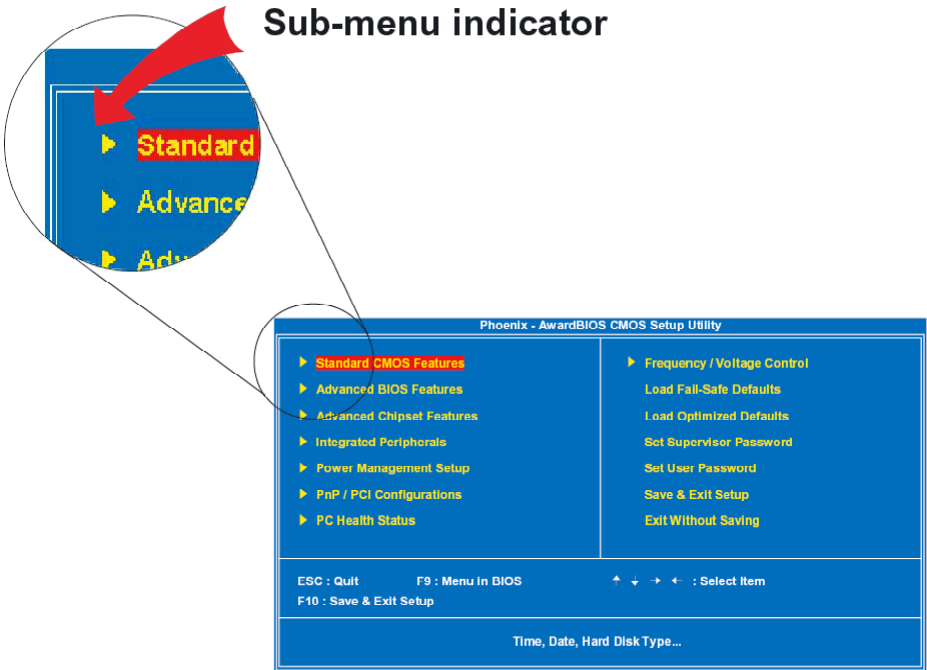 Sub-menu indicator
Standard
Advance
Phoenix - AwardBIOS CMOS Setup Utility
Standard CMOS Features
Advanced BIOS Features
Advanced Chipset Features
Integrated Peripherals
Power Management Setup
PnP / PCI Configurations
PC Health Status
Frequency / Voltage Control
Load Fail-Safe Defaults
Load Optimized Defaults
Set Supervisor Password
Set User Password
Save & Exit Setup
Exit Without Saving
ESC : Quit F9 : Menu in BIOS ↑ ↓ → ← : Select Item
F10 : Save & Exit Setup
Time, Date, Hard Disk Type...